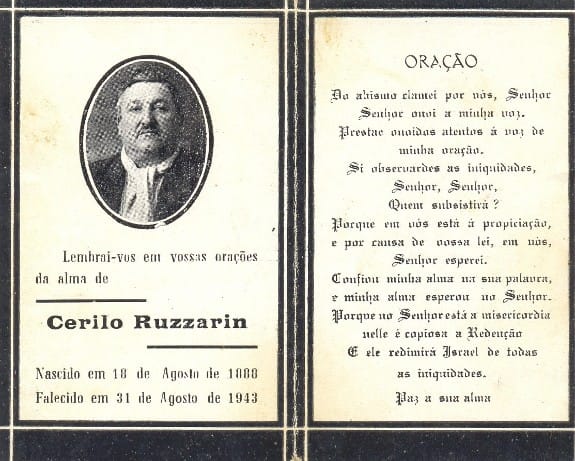 Lembrai-vos em vossas orações
da alma de
Cerilo Ruzzarin
Nascido em 18 de Agosto de 1888
Falecido em 31 de Agosto de 1943
ORAÇÃO
Do abismo clamei por vós, Senhor
Senhor ouvi a minha voz.
Prestae ouvidos atentos á voz de
minha oração.
Si observardes as iniquidades,
Senhor, Senhor,
Quem subsistirá?
Porque em vós está á propiciação,
e por causa de vossa lei, em vós,
Senhor esperei.
Confiou minha alma na sua palavra,
e minha alma esperou no Senhor.
Porque no Senhor está a misericordia
nelle é copiosa a Redenção
E ele redimirá Israel de todas
as iniquidades.
Paz a sua alma